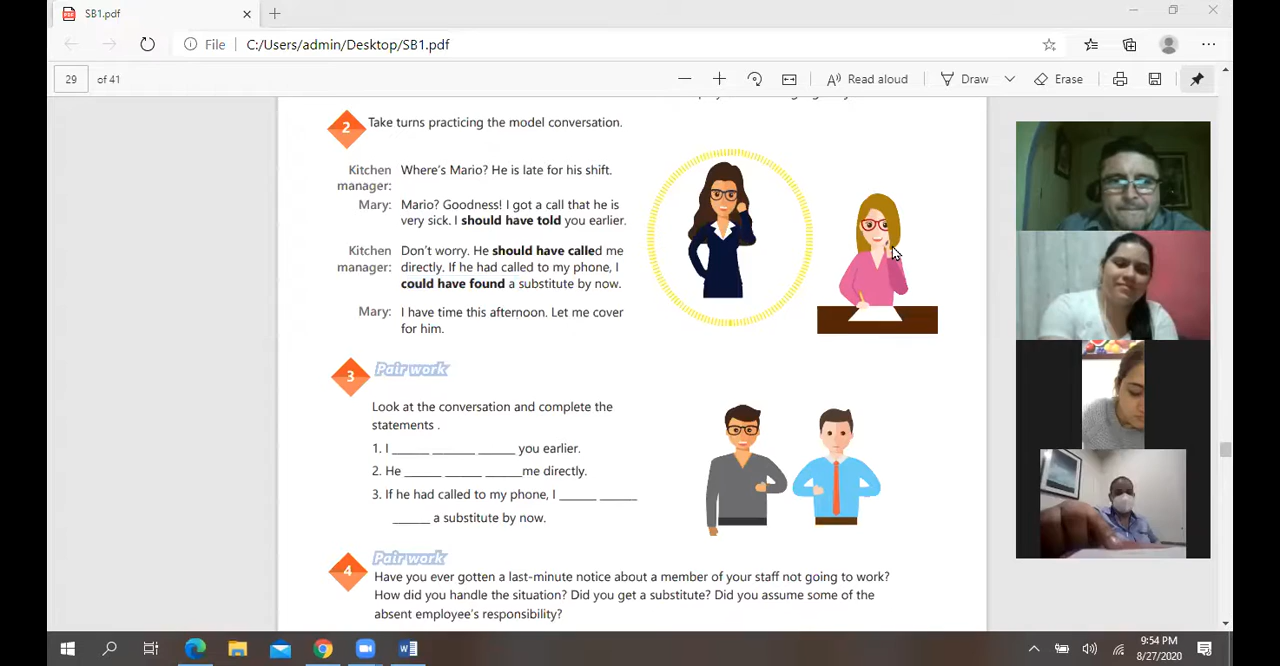 SB1.pdf
File
C:/Users/admin/Desktop/SB1.pdf
29 of 41
Read aloud
Draw
Erase
2 Take turns practicing the model conversation.
Kitchen manager: Where's Mario? He is late for his shift.
Mary: Mario? Goodness! I got a call that he is
very sick. I should have told you earlier.
Kitchen manager: Don't worry. He should have called me
directly. If he had called to my phone, I
could have found a substitute by now.
Mary: I have time this afternoon. Let me cover
for him.
3 Pair work
Look at the conversation and complete the
statements .
1. I ______ _______ ______ you earlier.
2. He ______ ______ ______me directly.
3. If he had called to my phone, I ______ ______
______ a substitute by now.
4 Pair work
Have you ever gotten a last-minute notice about a member of your staff not going to work?
How did you handle the situation? Did you get a substitute? Did you assume some of the
absent employee's responsibility?
9:54 PM
8/27/2020